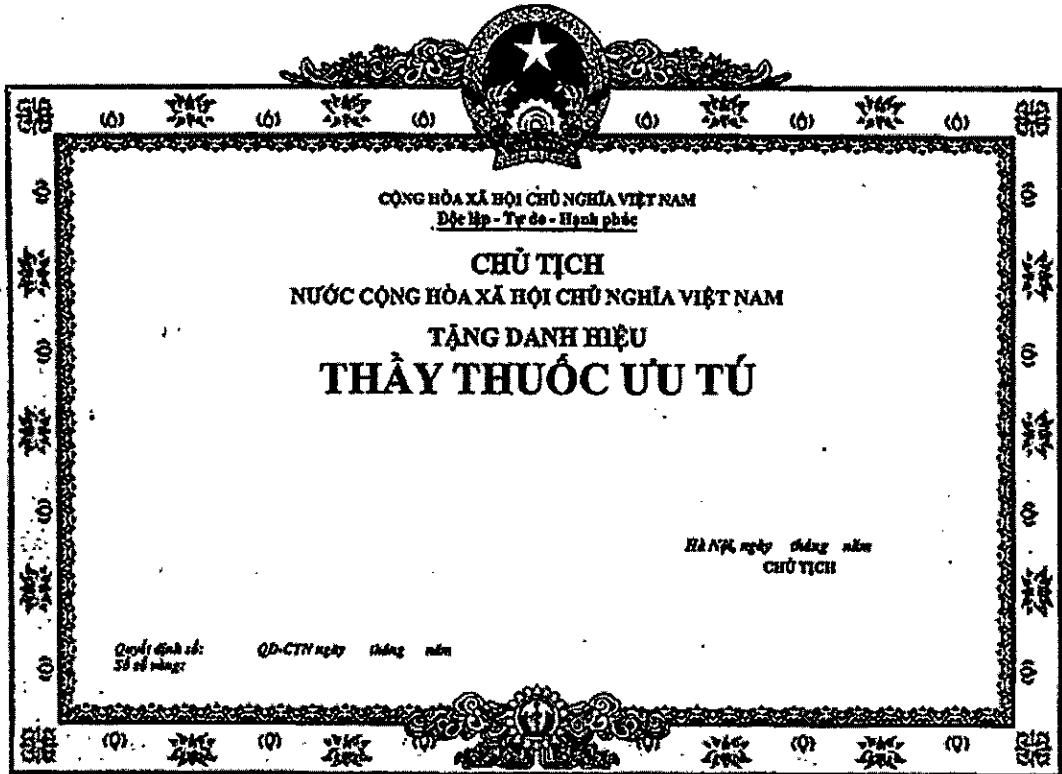 CỘNG HÒA XÃ HỘI CHỦ NGHĨA VIỆT NAM
Độc lập - Tự do - Hạnh phúc
CHỦ TỊCH
NƯỚC CỘNG HÒA XÃ HỘI CHỦ NGHĨA VIỆT NAM
TẶNG DANH HIỆU
THẦY THUỐC ƯU TÚ
Hà Nội, ngày tháng năm
CHỦ TỊCH
Quyết định số: QĐ-CTN ngày tháng năm
Số sổ vàng: